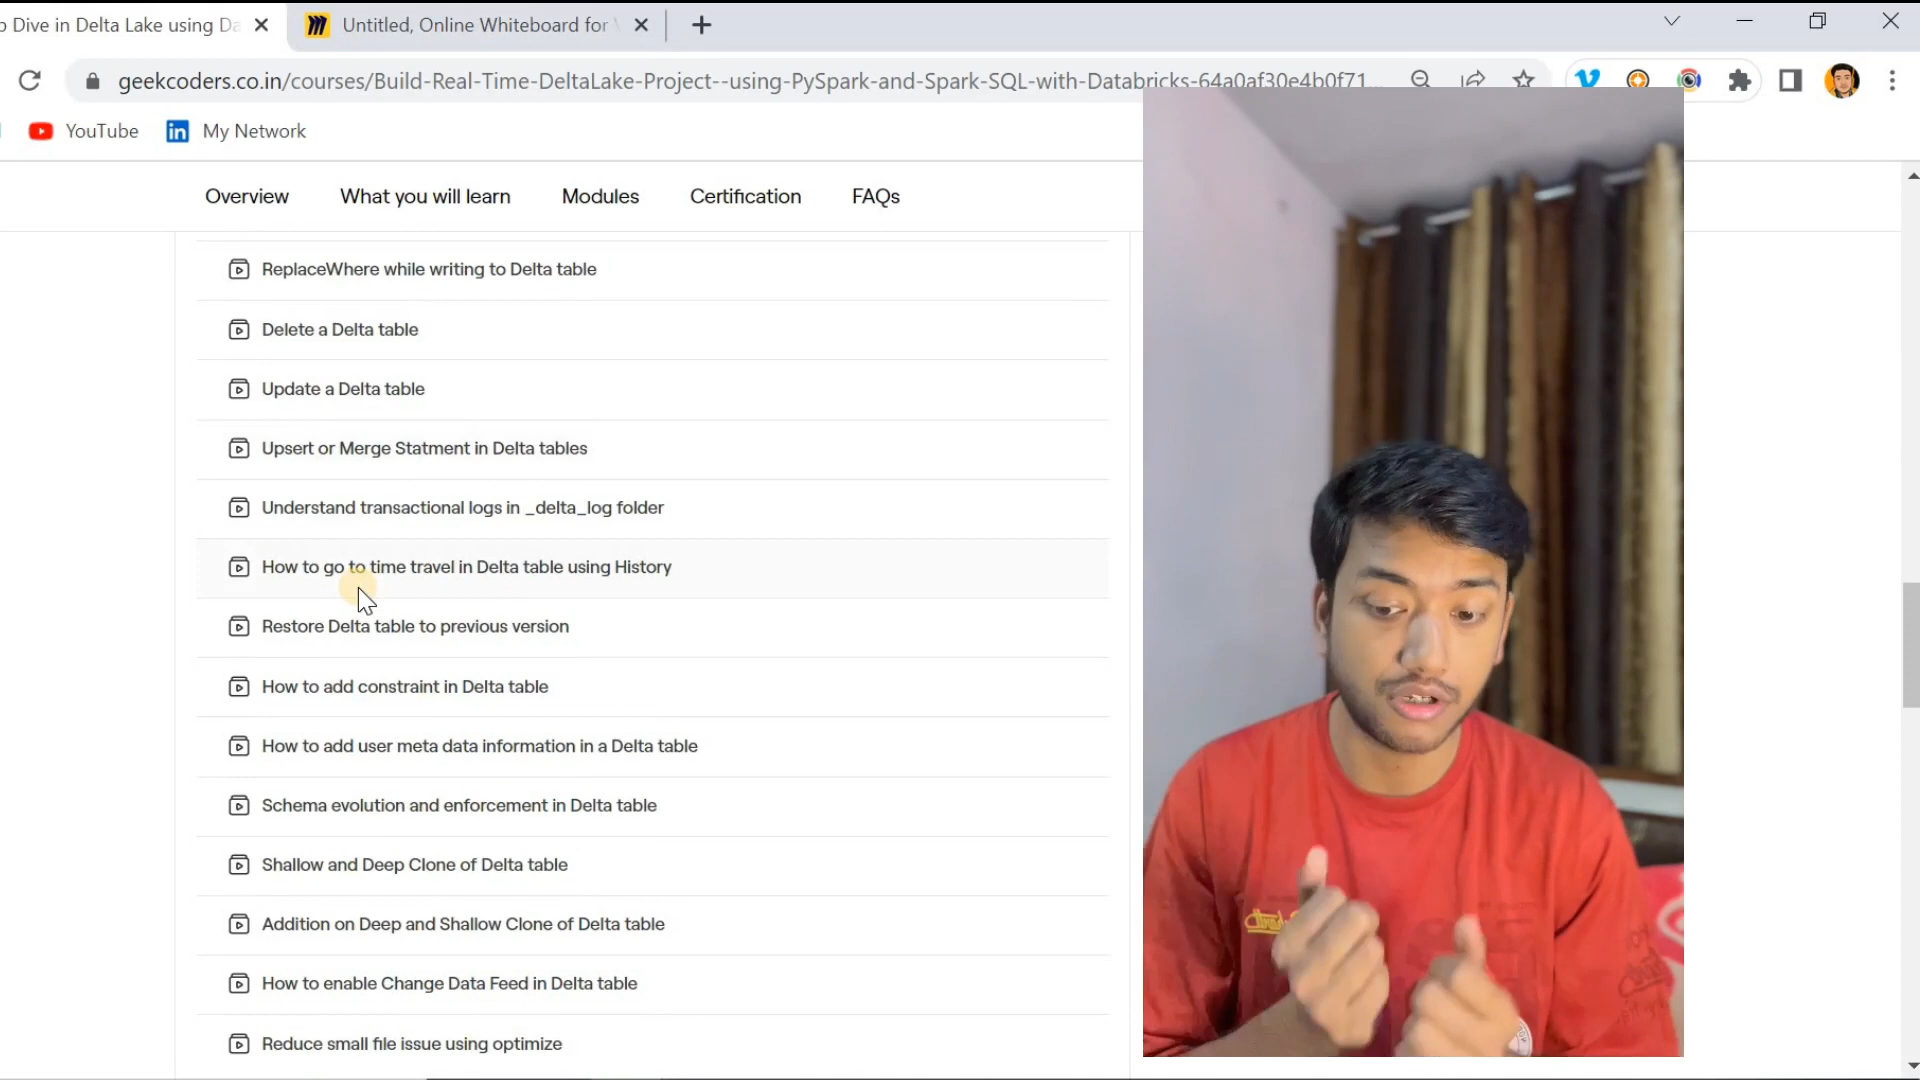 p Dive in Delta Lake using Da
Untitled, Online Whiteboard for
geekcoders.co.in/courses/Build-Real-Time-DeltaLake-Project--using-PySpark-and-Spark-SQL-with-Databricks-64a0af30e4b0f71...
YouTube
in My Network
Overview
What you will learn
Modules
Certification
FAQs
ReplaceWhere while writing to Delta table
Delete a Delta table
Update a Delta table
Upsert or Merge Statment in Delta tables
Understand transactional logs in _delta_log folder
How to go to time travel in Delta table using History
Restore Delta table to previous version
How to add constraint in Delta table
How to add user meta data information in a Delta table
Schema evolution and enforcement in Delta table
Shallow and Deep Clone of Delta table
Addition on Deep and Shallow Clone of Delta table
How to enable Change Data Feed in Delta table
Reduce small file issue using optimize